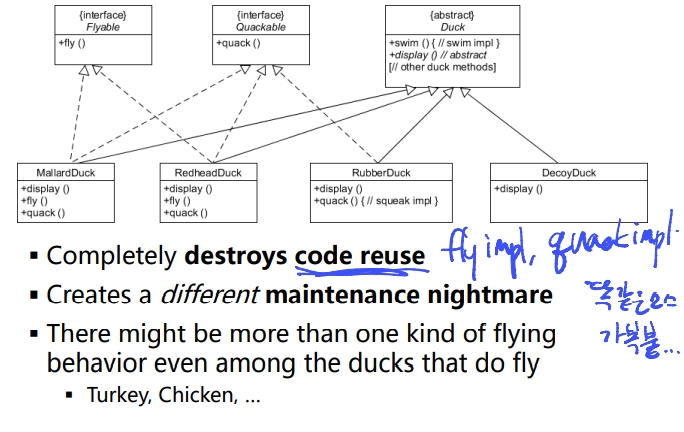 {interface}
Flyable
+fly ()
{interface}
Quackable
+quack ()
{abstract}
Duck
+swim () { // swim impl }
+display () // abstract
[// other duck methods]
MallardDuck
+display ()
+fly ()
+quack ()
RedheadDuck
+display ()
+fly ()
+quack ()
RubberDuck
+display ()
+quack () { // squeak impl }
DecoyDuck
+display ()
▪ Completely destroys code reuse fly impl, quack impl.
▪ Creates a different maintenance nightmare 똑같은 코드
▪ There might be more than one kind of flying 가 복붙...
behavior even among the ducks that do fly
▪ Turkey, Chicken, ...